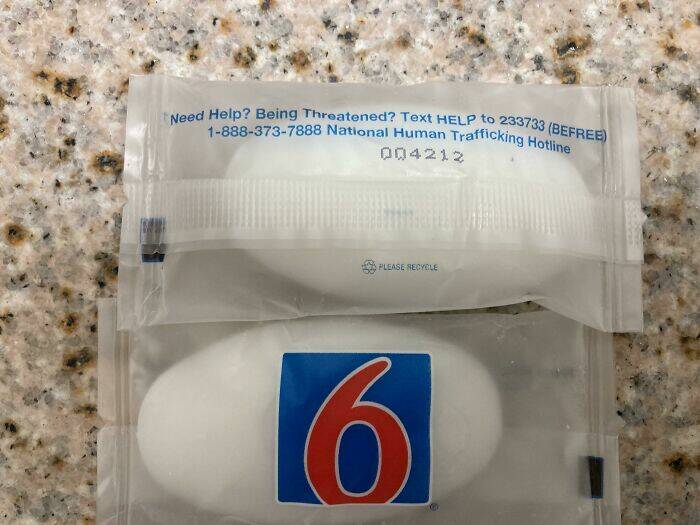 Need Help? Being Threatened? Text HELP to 233733 (BEFREE)
1-888-373-7888 National Human Trafficking Hotline
004212
PLEASE RECYCLE
6
®